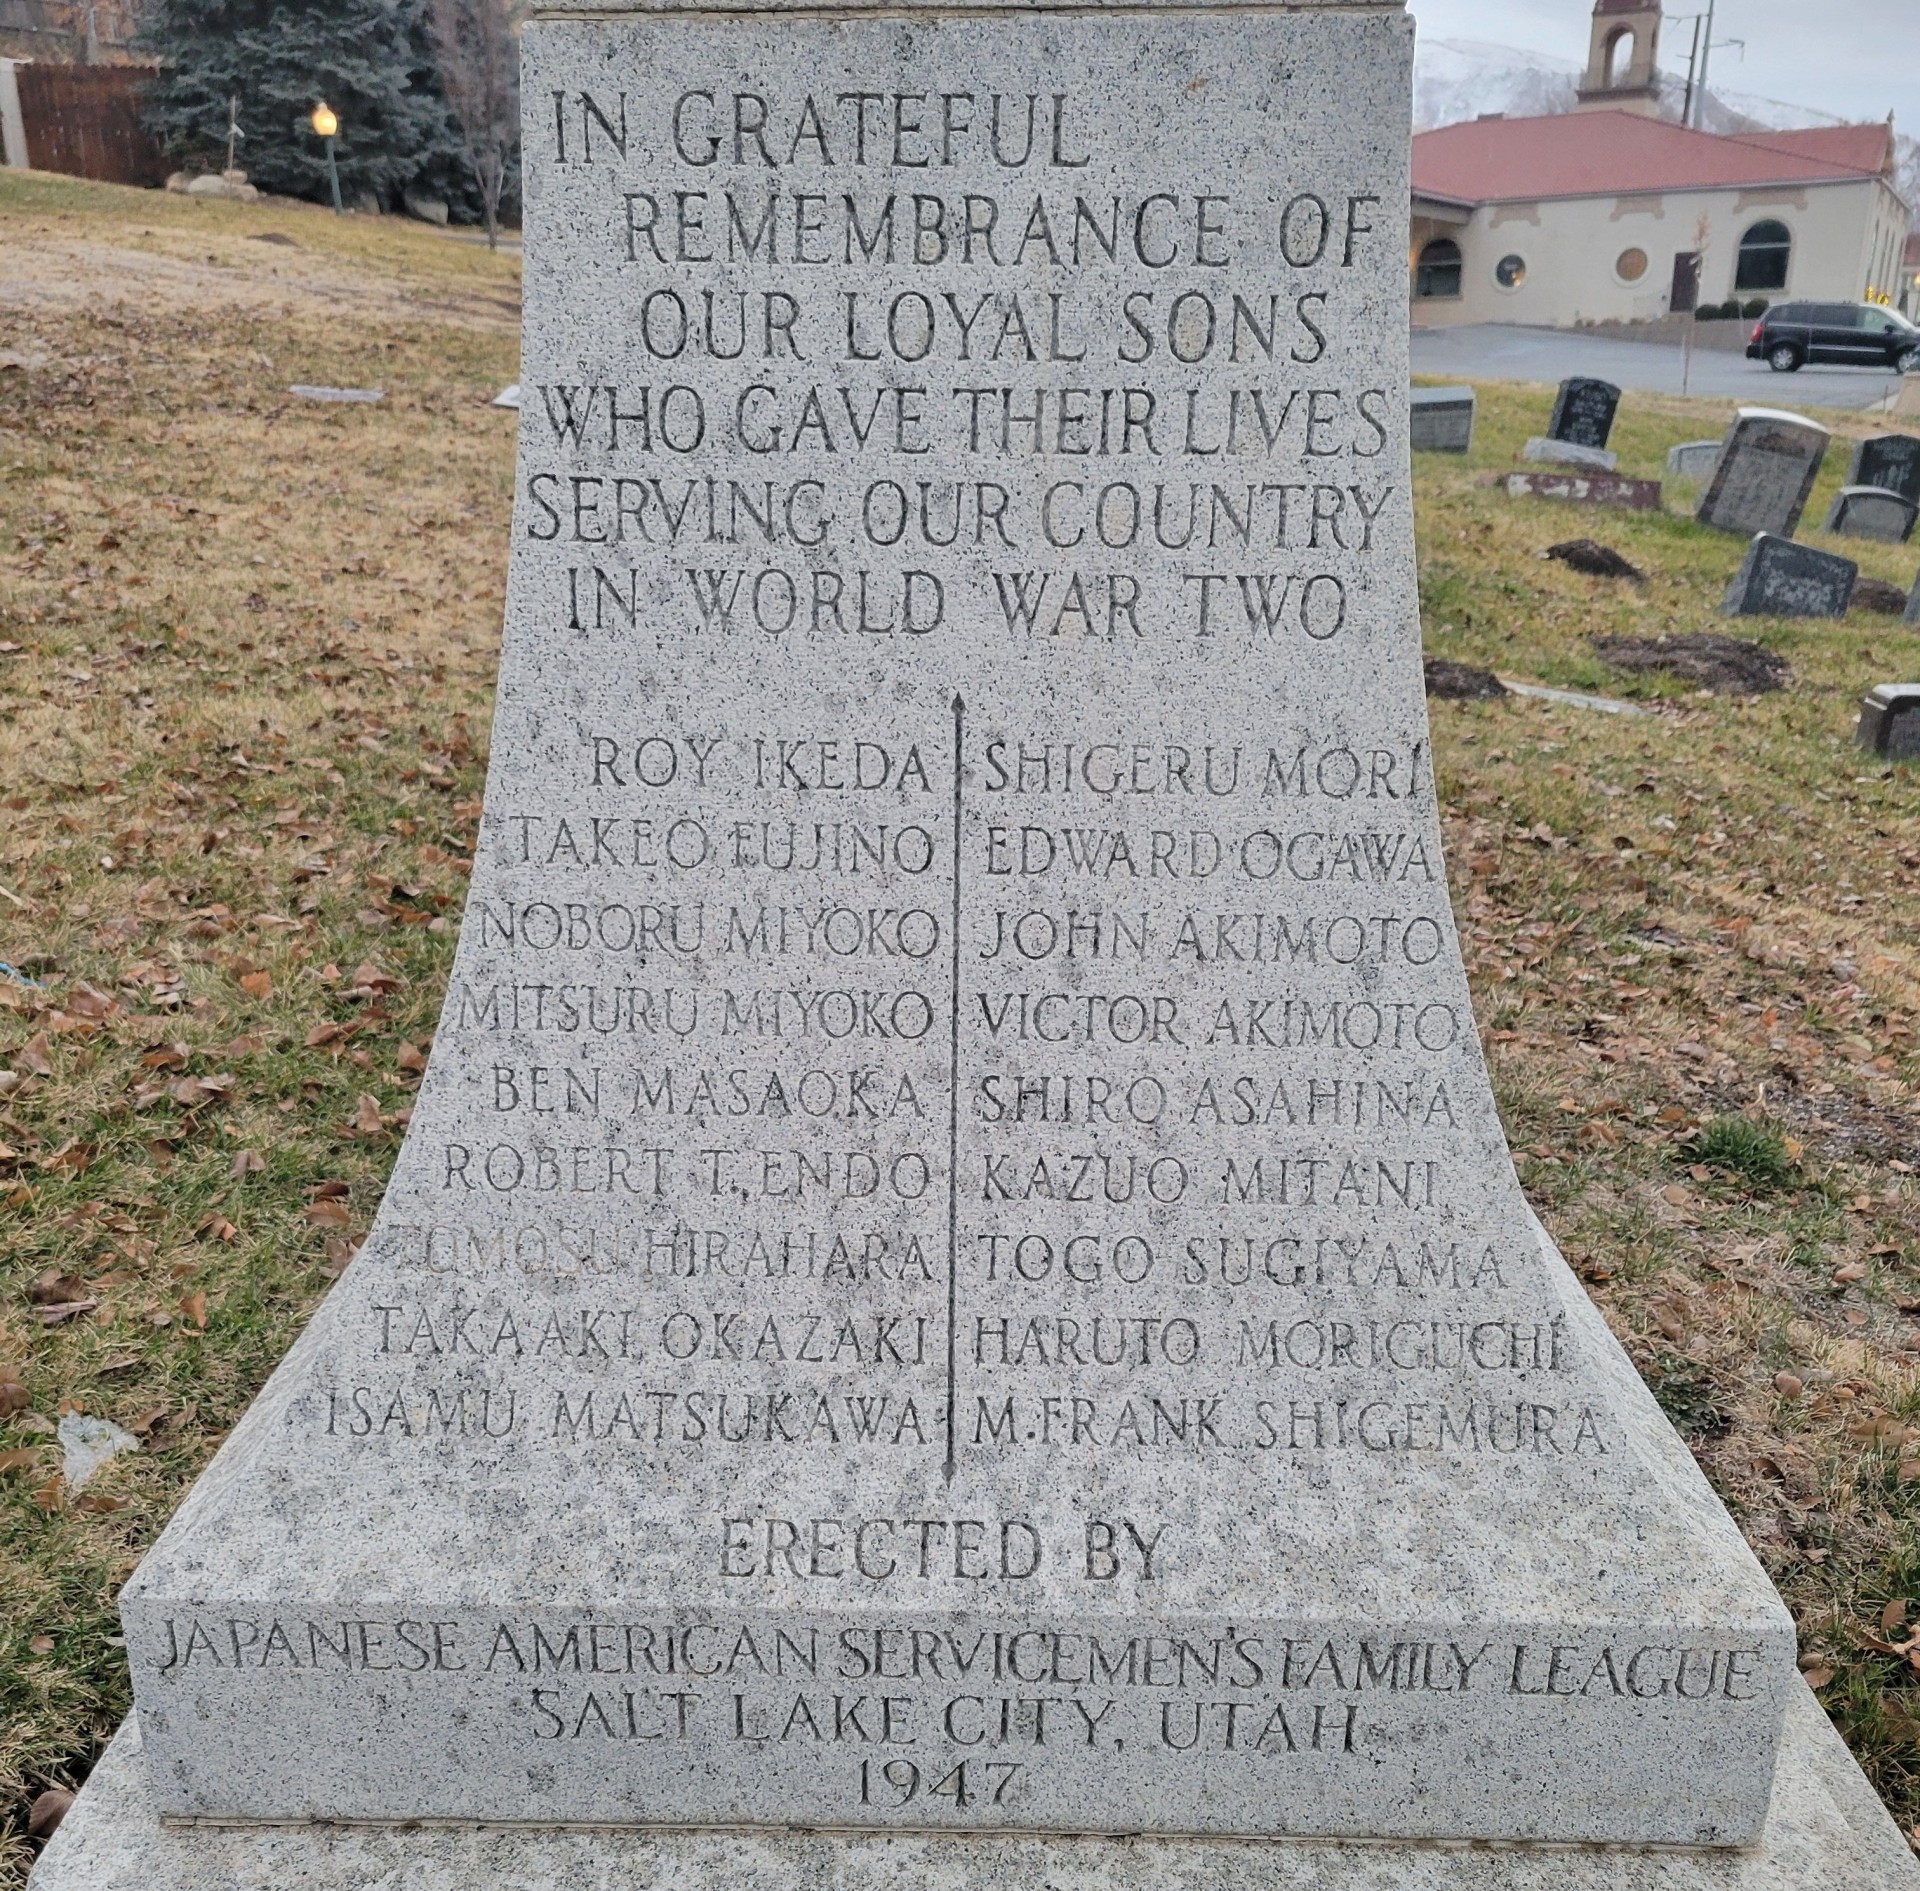 IN GRATEFUL
REMEMBRANCE OF
OUR LOYAL SONS
WHO GAVE THEIR LIVES
SERVING OUR COUNTRY
IN WORLD WAR TWO
ROY IKEDA
TAKEO FUJINO
NOBORU MIYOKO
MITSURU MIYOKO
BEN MASAOKA
ROBERT T. ENDO
TOMOSU HIRAHARA
TAKAAKI OKAZAKI
ISAMU MATSUKAWA
SHIGERU MORI
EDWARD OGAWA
JOHN AKIMOTO
VICTOR AKIMOTO
SHIRO ASAHINA
KAZUO MITANI
TOGO SUGIYAMA
HARUTO MORIGUCHI
M. FRANK SHIGEMURA
ERECTED BY
JAPANESE AMERICAN SERVICEMEN'S FAMILY LEAGUE
SALT LAKE CITY, UTAH
1947